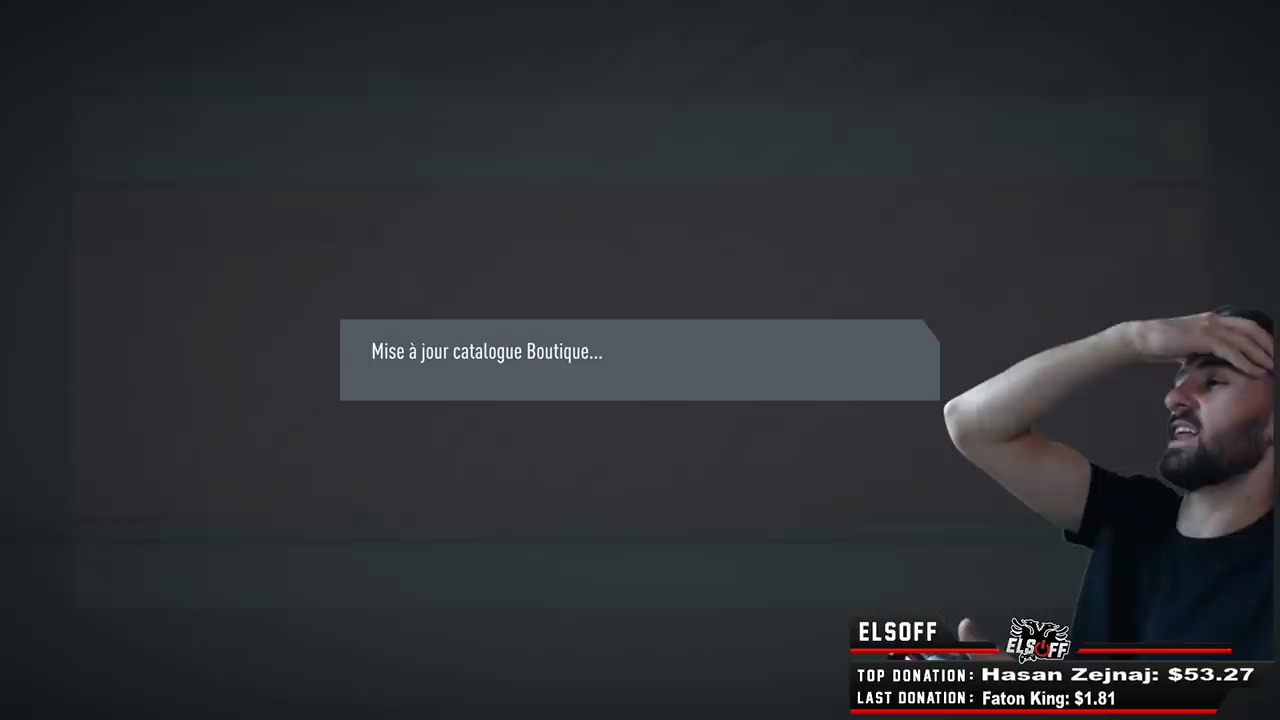 Mise à jour catalogue Boutique...
ELSOFF
ELSOFF
TOP DONATION: Hasan Zejnaj: $53.27
LAST DONATION: Faton King: $1.81